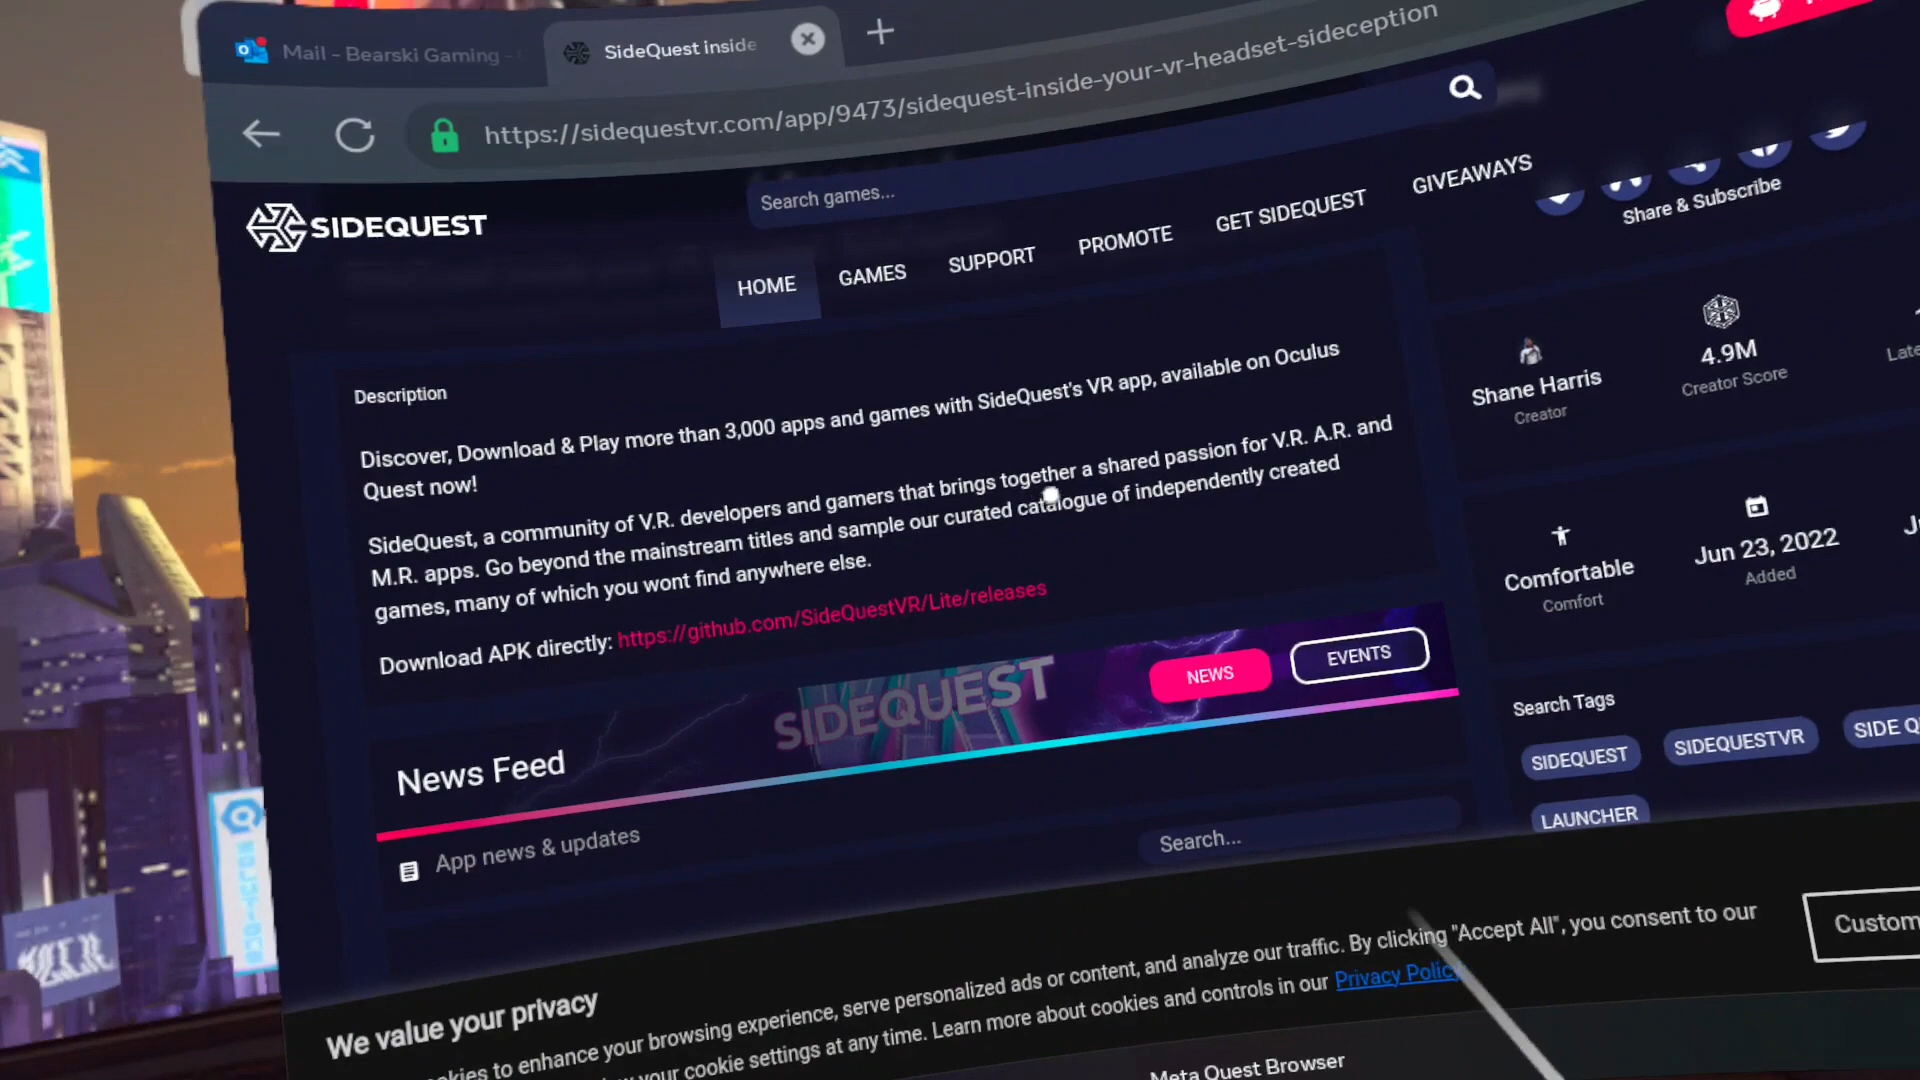 Mail - Bearski Gaming -
SideQuest inside
https://sidequestvr.com/app/9473/sidequest-inside-your-vr-headset-sideception
SIDEQUEST
Search games...
HOME
GAMES
SUPPORT
PROMOTE
GET SIDEQUEST
GIVEAWAYS
Share & Subscribe
Description
Discover, Download & Play more than 3,000 apps and games with SideQuest's VR app, available on Oculus
Quest now!
SideQuest, a community of V.R. developers and gamers that brings together a shared passion for V.R. A.R. and
M.R. apps. Go beyond the mainstream titles and sample our curated catalogue of independently created
games, many of which you wont find anywhere else.
Download APK directly: https://github.com/SideQuestVR/Lite/releases
Shane Harris
Creator
4.9M
Creator Score
Late
Comfortable
Comfort
Jun 23, 2022
Added
SIDEQUEST
NEWS
EVENTS
News Feed
App news & updates
Search...
Search Tags
SIDEQUEST
SIDEQUESTVR
SIDE Q
LAUNCHER
We value your privacy
kies to enhance your browsing experience, serve personalized ads or content, and analyze our traffic. By clicking "Accept All", you consent to our
your cookie settings at any time. Learn more about cookies and controls in our Privacy Policy
Custom
Meta Quest Browser